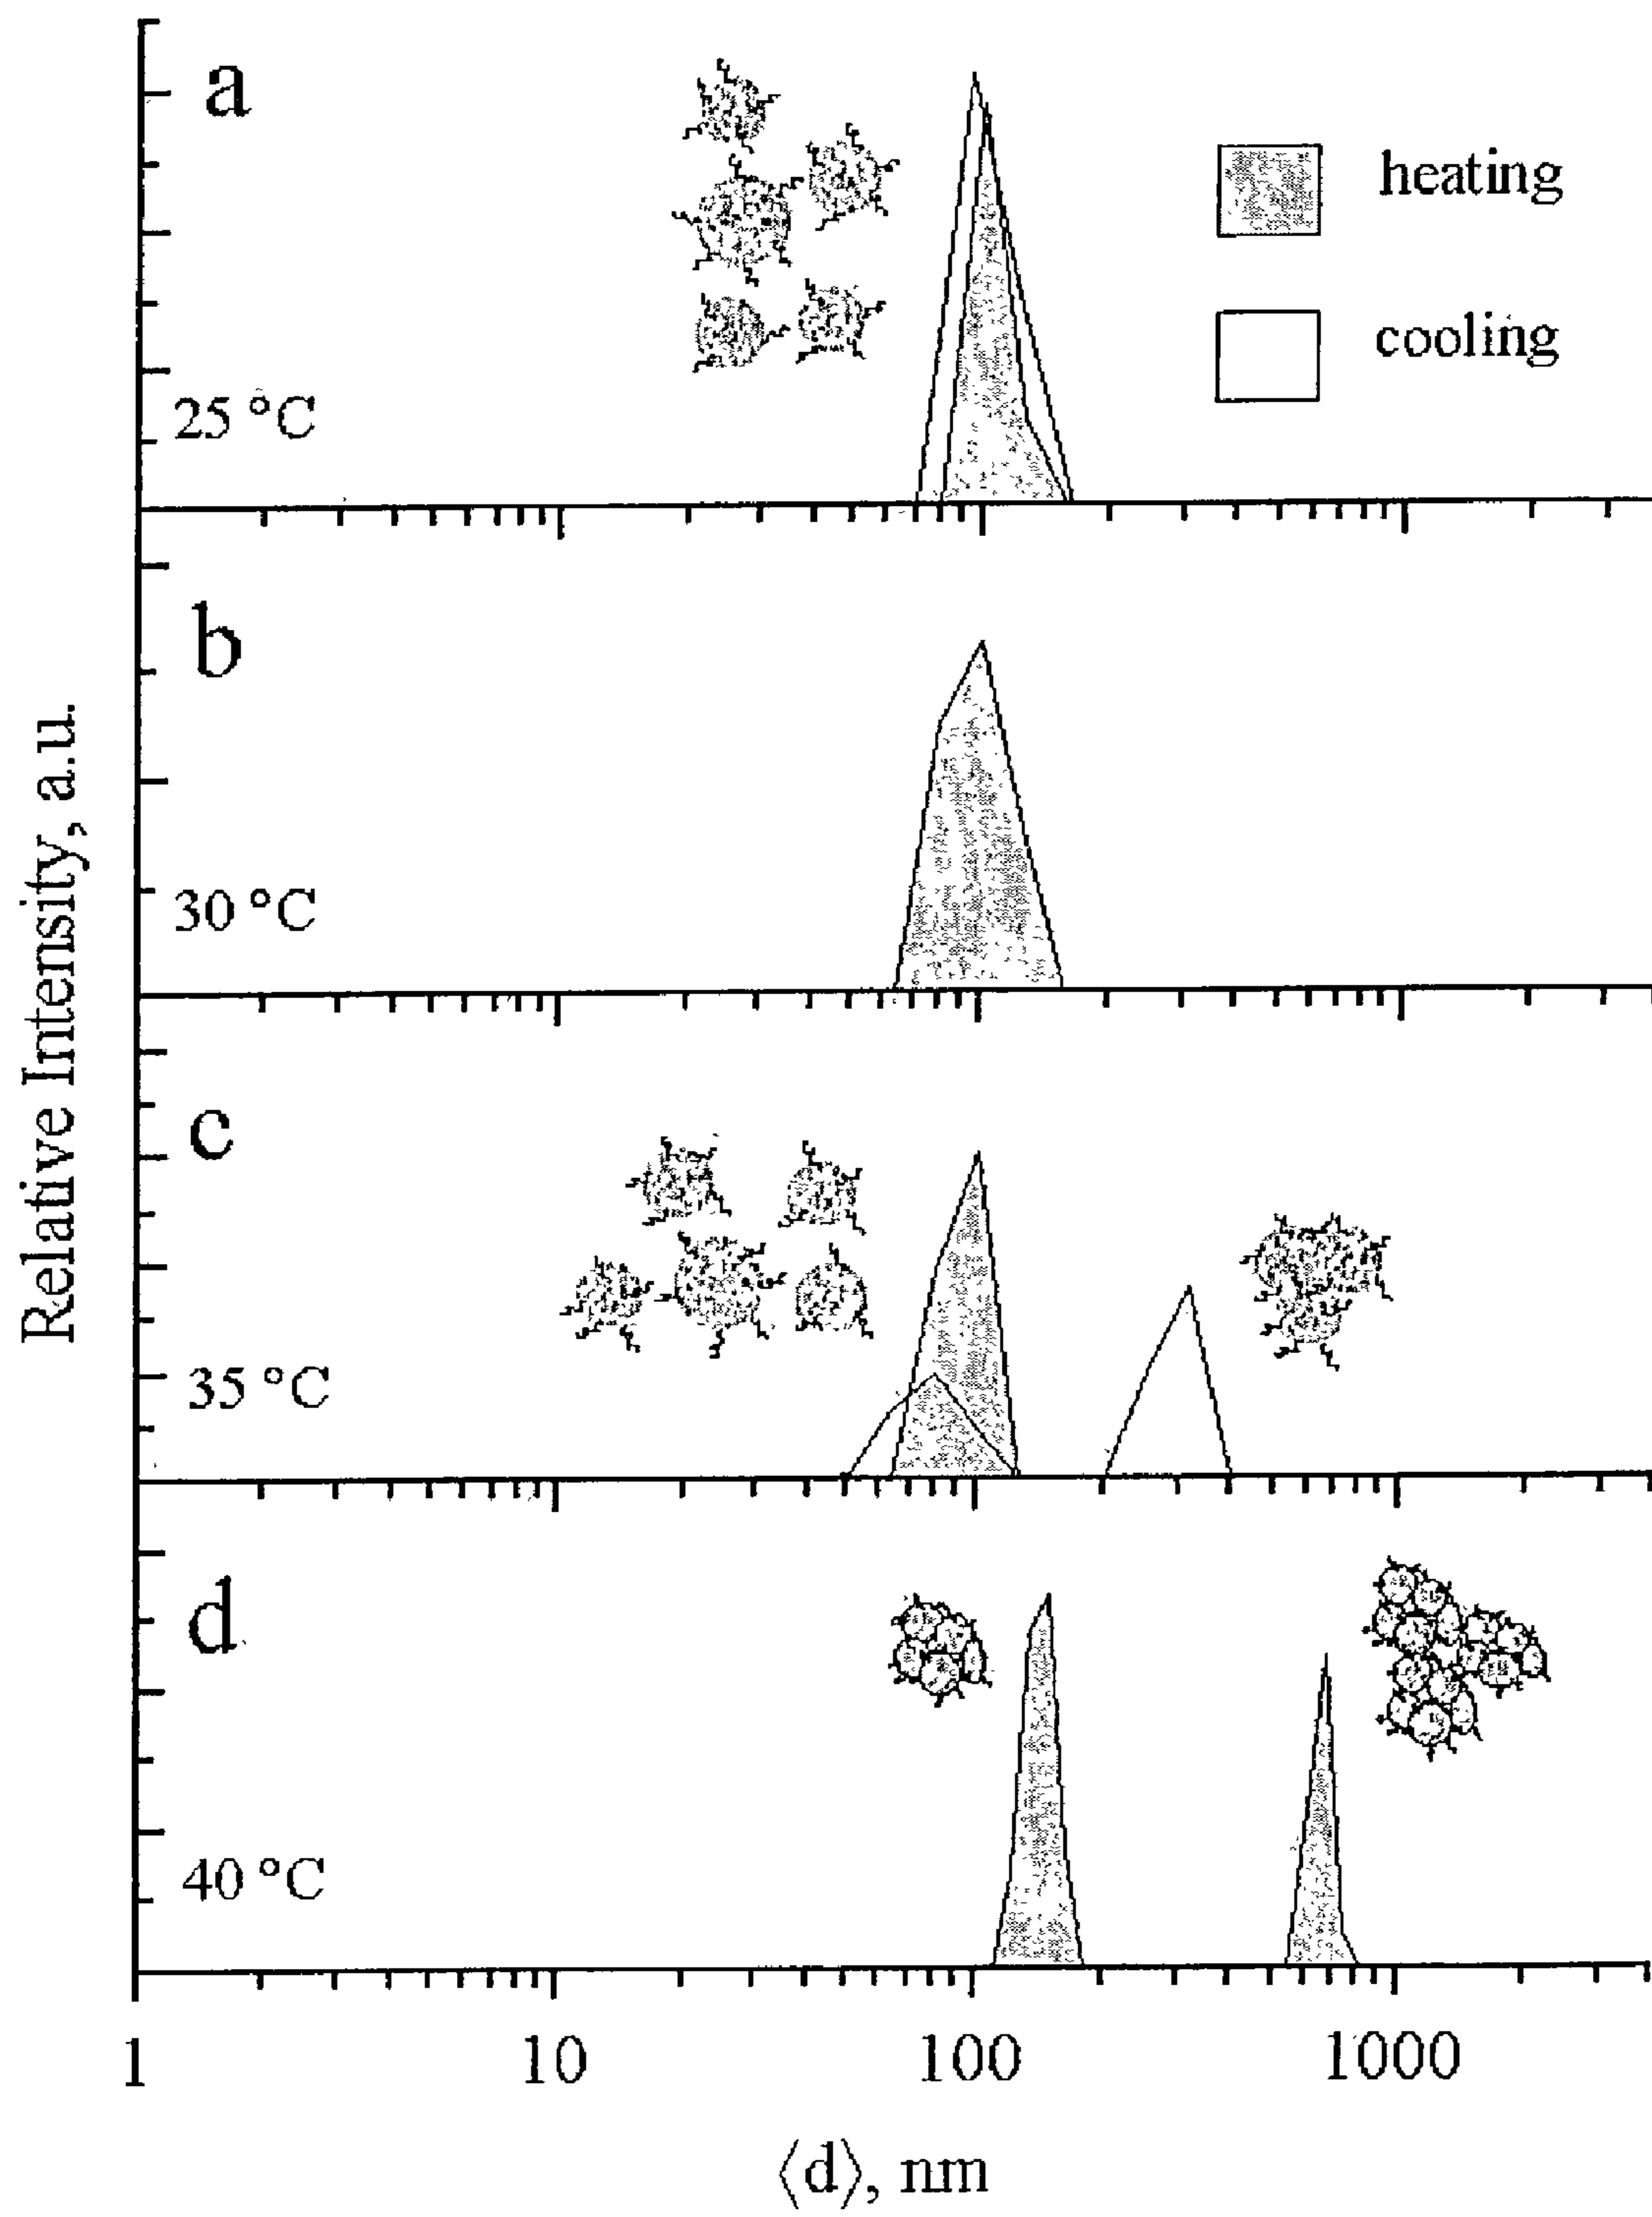 a
heating
cooling
25 °C
b
30 °C
c
35 °C
d
40 °C
Relative Intensity, a.u.
1 10 100 1000
⟨d⟩, nm